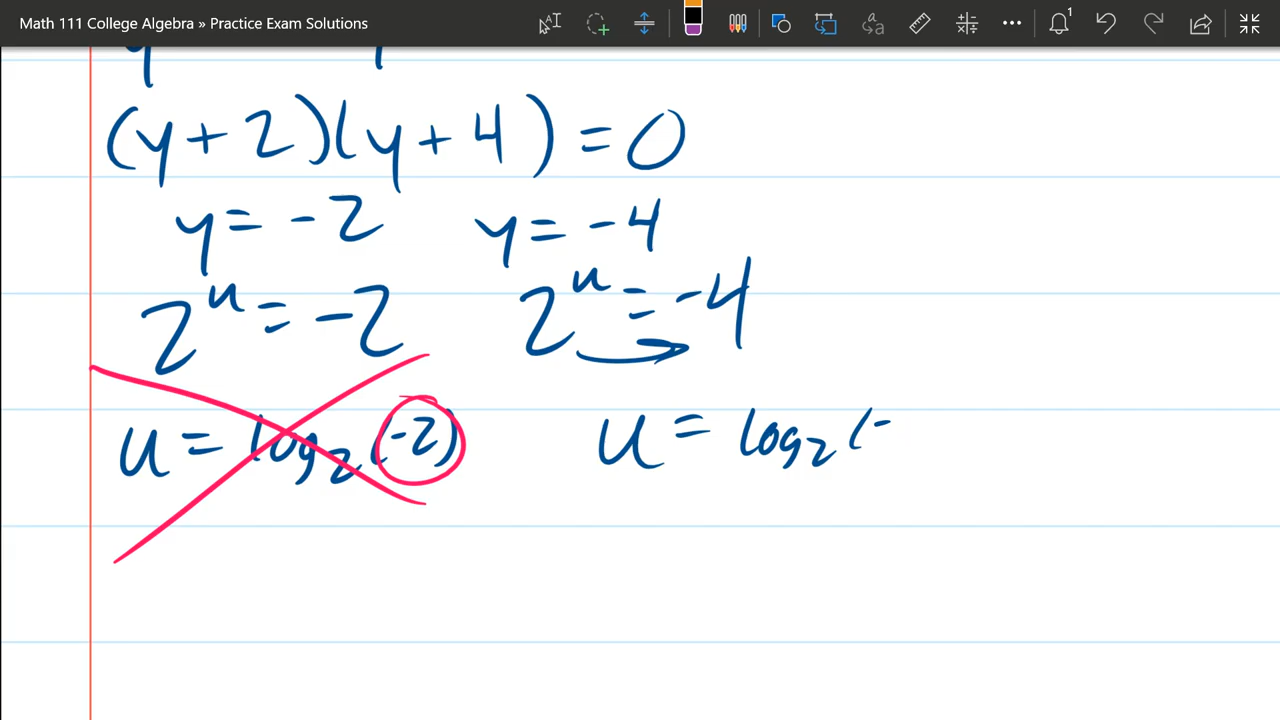 Math 111 College Algebra » Practice Exam Solutions
(y+2)(y+4)=0
y=-2 y=-4
2^u=-2 2^u=-4
u=log₂(-2) u=log₂(-